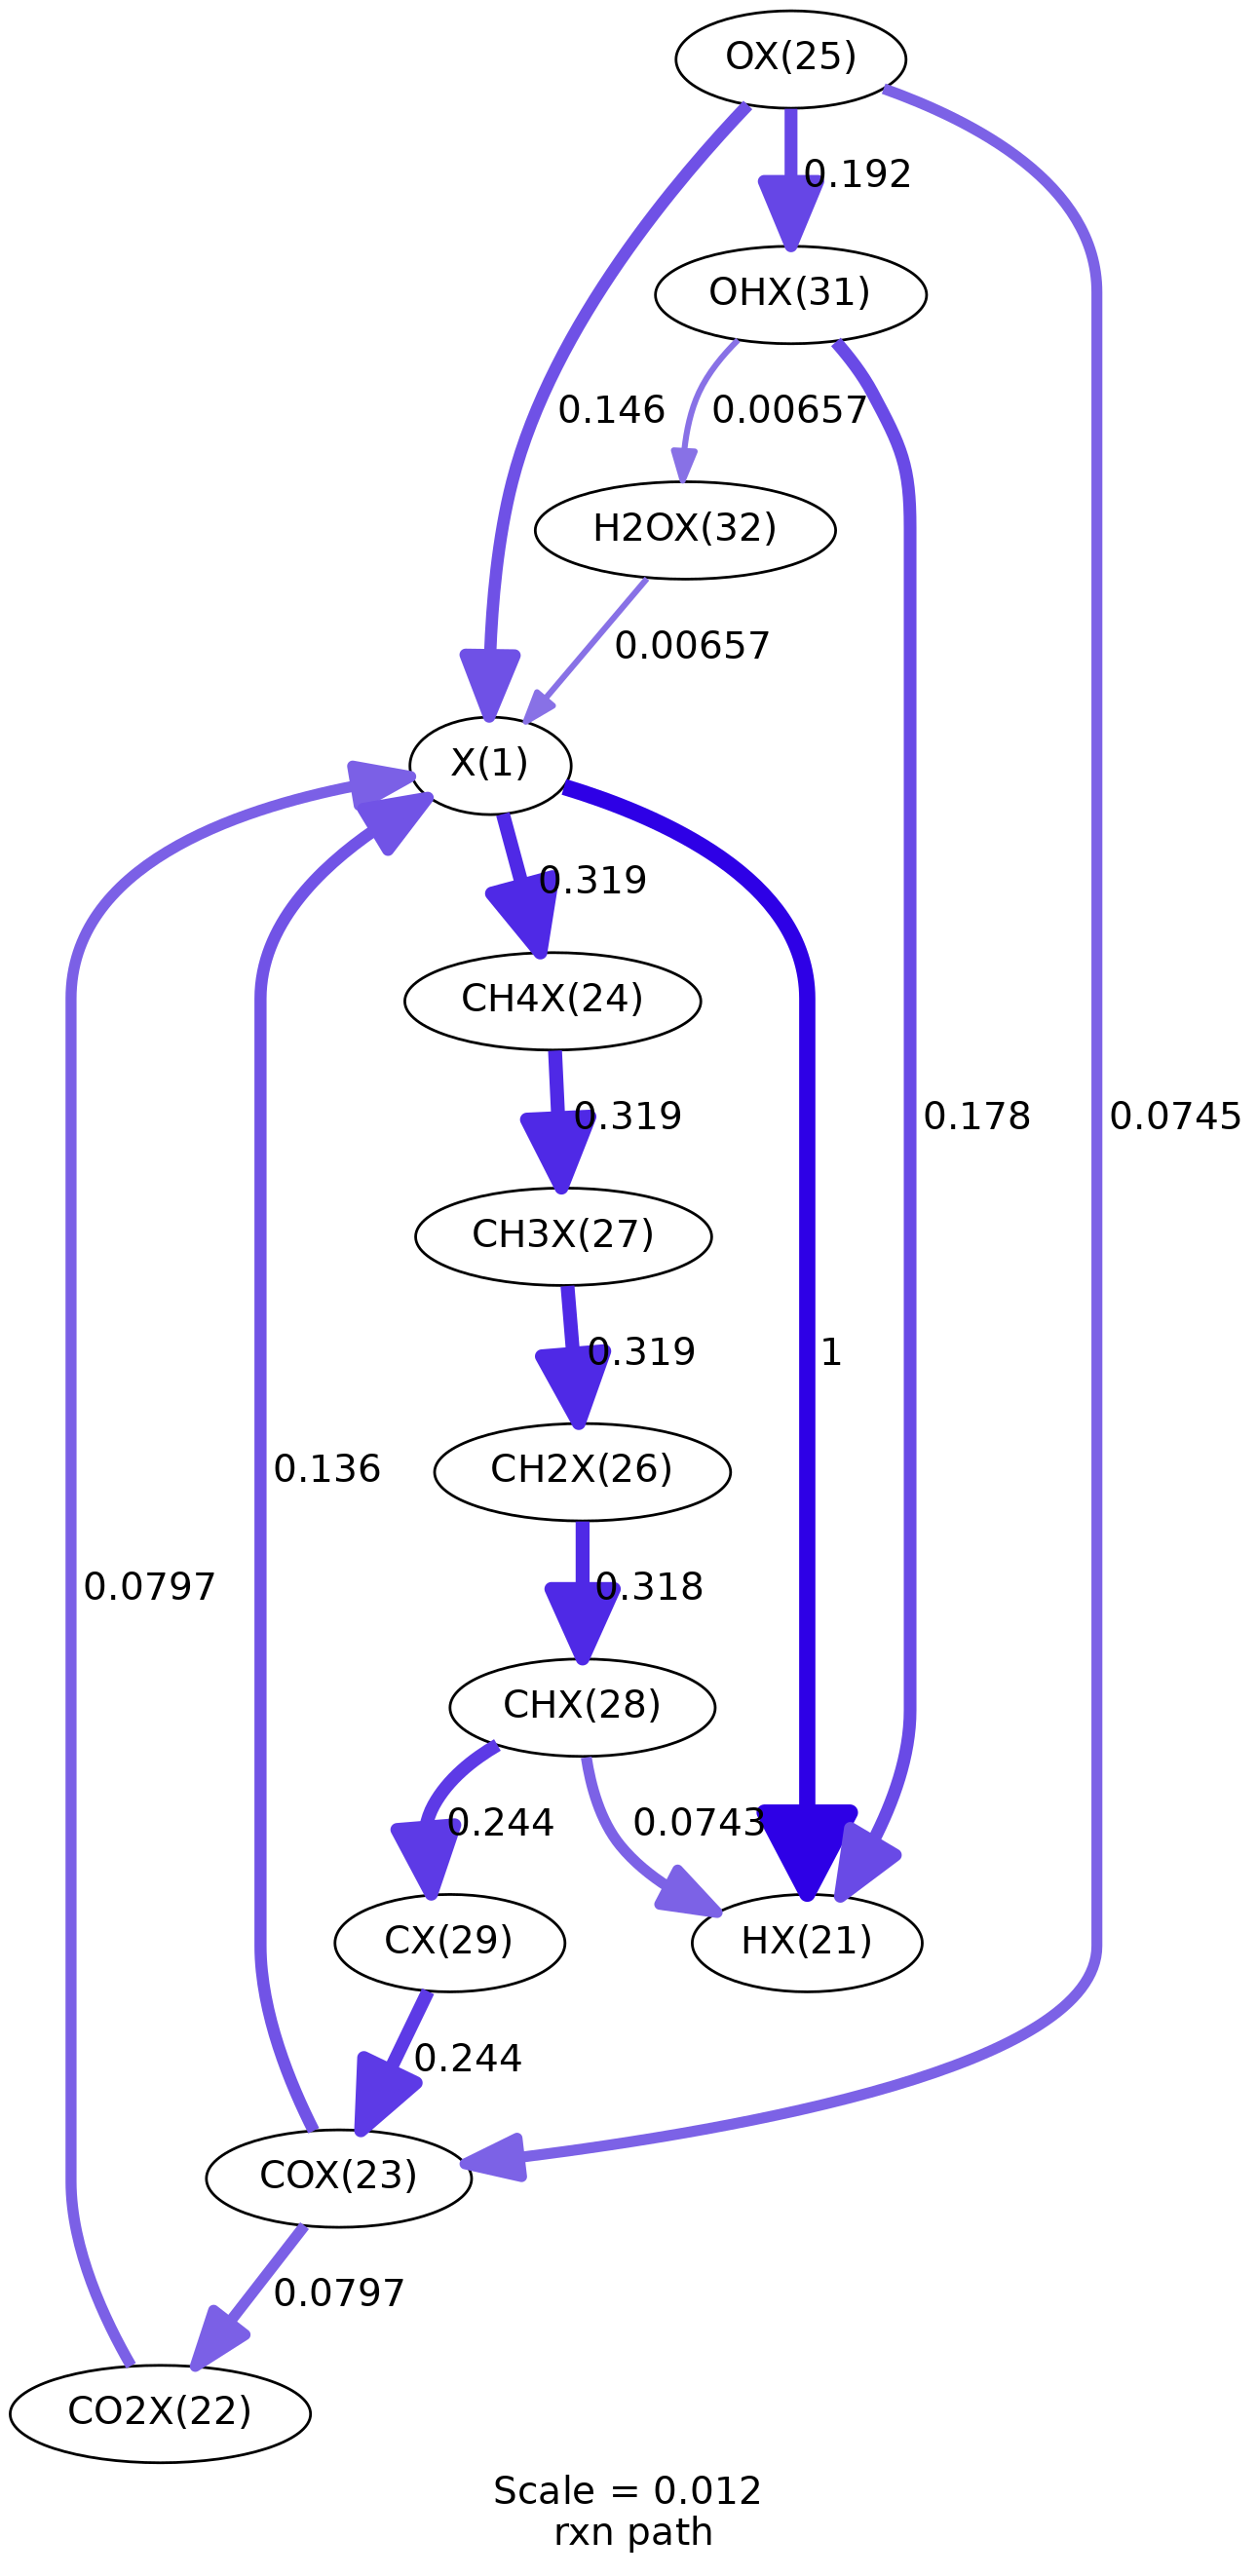 OX(25)
0.192
OHX(31)
0.146
0.00657
H2OX(32)
0.00657
X(1)
0.319
CH4X(24)
0.319
0.178
0.0745
CH3X(27)
0.319
1
0.136
CH2X(26)
0.0797
0.318
CHX(28)
0.244
0.0743
CX(29)
HX(21)
0.244
COX(23)
0.0797
CO2X(22)
Scale = 0.012
rxn path